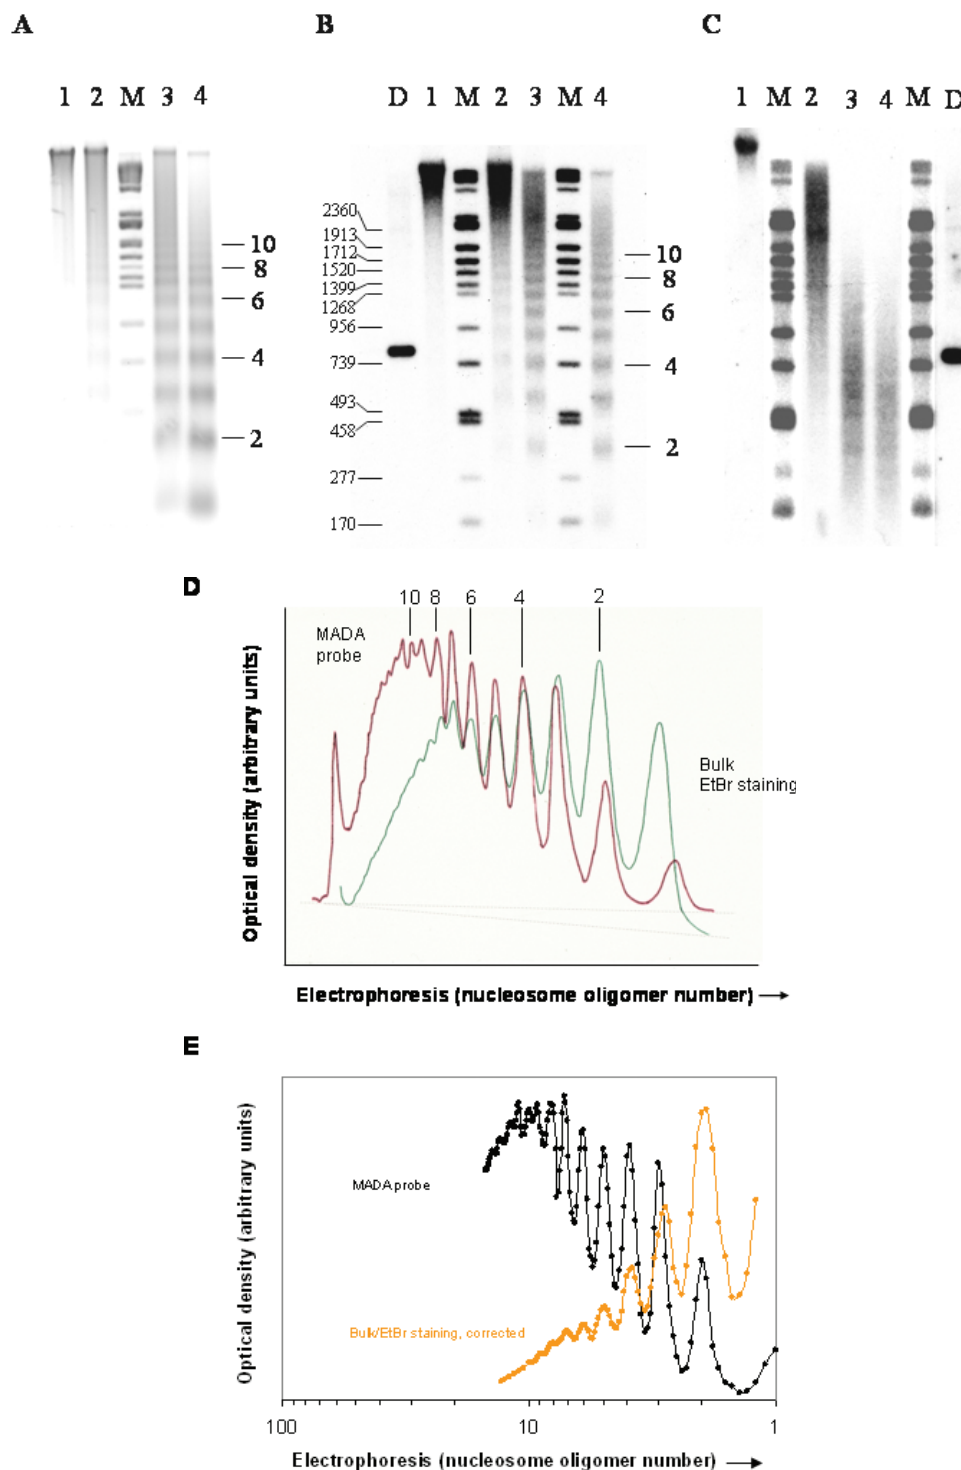 A
B
C
1 2 M 3 4
D 1 M 2 3 M 4
1 M 2 3 4 M D
10
8
6
4
2
2360
1913
1712
1520
1399
1268
956
739
493
458
277
170
10
8
6
4
2
D
10 8 6 4 2
MADA
probe
Bulk
EtBr staining
Optical density (arbitrary units)
Electrophoresis (nucleosome oligomer number)
E
MADA probe
Bulk/EtBr staining, corrected
Optical density (arbitrary units)
100 10 1
Electrophoresis (nucleosome oligomer number)